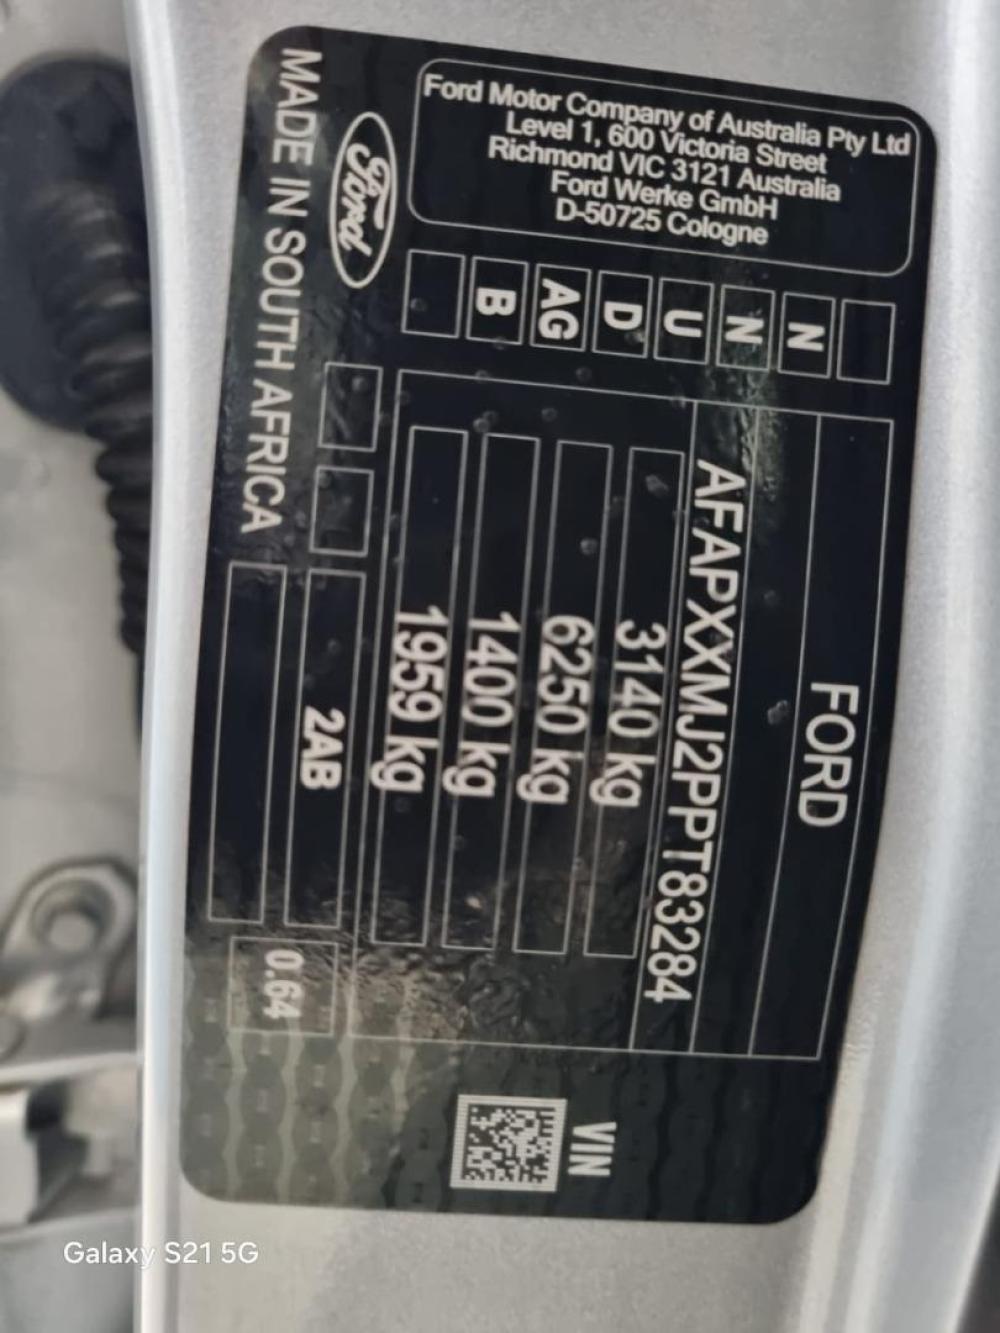 Ford Motor Company of Australia Pty Ltd
Level 1, 600 Victoria Street
Richmond VIC 3121 Australia
Ford Werke GmbH
D-50725 Cologne
Ford
MADE IN SOUTH AFRICA
N
N
U
D
AG
B
FORD
AFAPXXMJ2PPT83284
3140 kg
6250 kg
1400 kg
1959 kg
2AB
0.64
VIN
Galaxy S21 5G